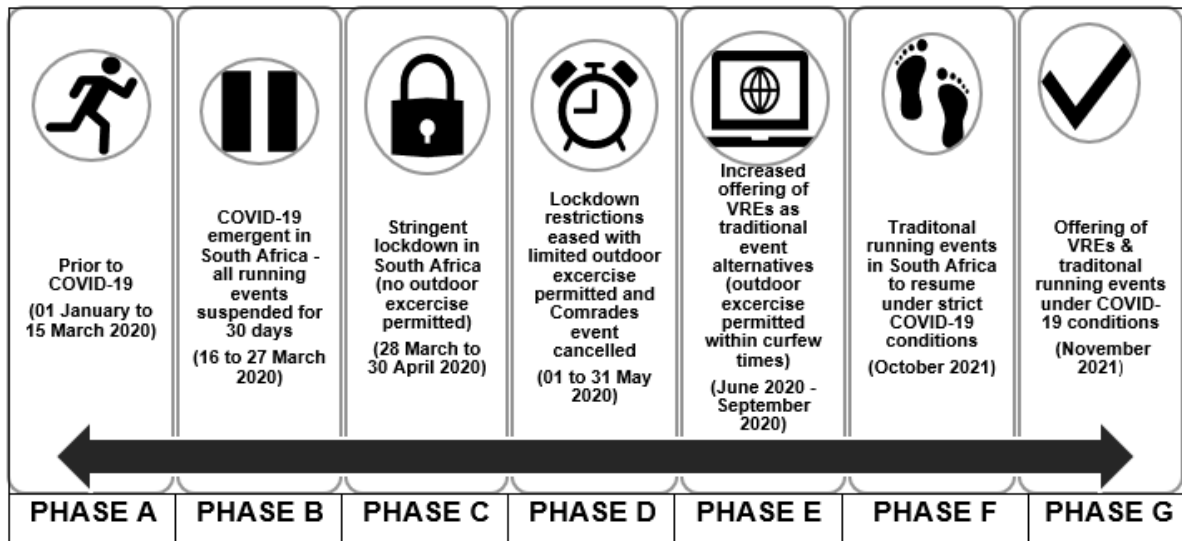 Prior to
COVID-19
(01 January to
15 March 2020)
COVID-19
emergent in
South Africa -
all running
events
suspended for
30 days
(16 to 27 March
2020)
Stringent
lockdown in
South Africa
(no outdoor
excercise
permitted)
(28 March to
30 April 2020)
Lockdown
restrictions
eased with
limited outdoor
excercise
permitted and
Comrades
event
cancelled
(01 to 31 May
2020)
Increased
offering of
VREs as
traditional
event
alternatives
(outdoor
excercise
permitted
within curfew
times)
(June 2020 -
September
2020)
Traditonal
running events
in South Africa
to resume
under strict
COVID-19
conditions
(October 2021)
Offering of
VREs &
traditonal
running events
under COVID-
19 conditions
(November
2021)
PHASE A
PHASE B
PHASE C
PHASE D
PHASE E
PHASE F
PHASE G